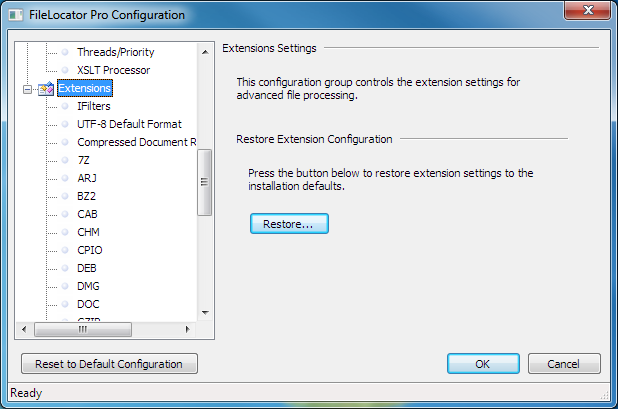 FileLocator Pro Configuration
Threads/Priority
XSLT Processor
Extensions
IFilters
UTF-8 Default Format
Compressed Document R
7Z
ARJ
BZ2
CAB
CHM
CPIO
DEB
DMG
DOC
GZIP
Extensions Settings
This configuration group controls the extension settings for
advanced file processing.
Restore Extension Configuration
Press the button below to restore extension settings to the
installation defaults.
Restore...
Reset to Default Configuration
OK
Cancel
Ready